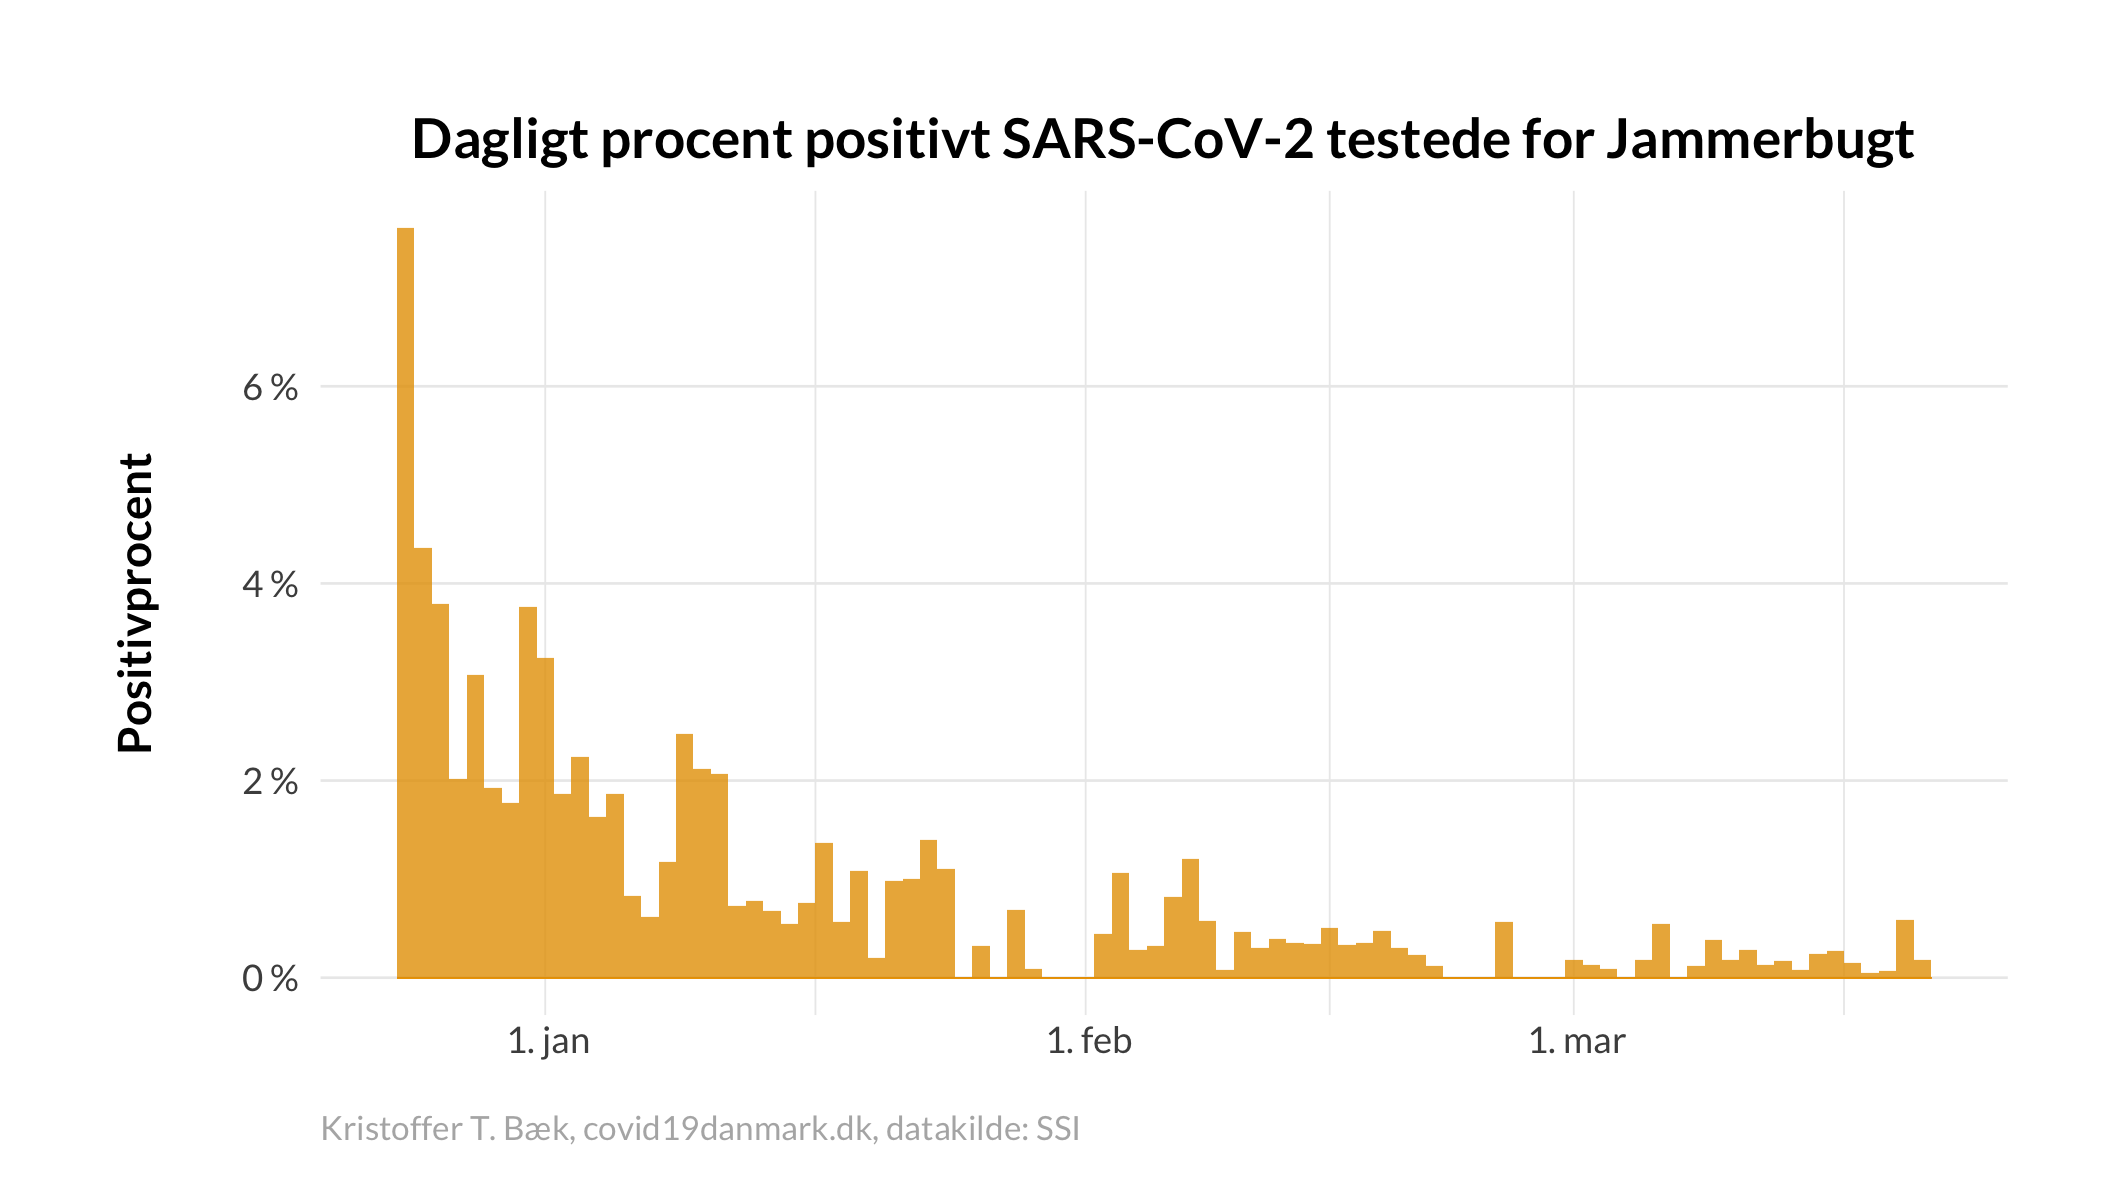 Dagligt procent positivt SARS-CoV-2 testede for Jammerbugt
Positivprocent
6 %
4 %
2 %
0 %
1. jan
1. feb
1. mar
Kristoffer T. Bæk, covid19danmark.dk, datakilde: SSI